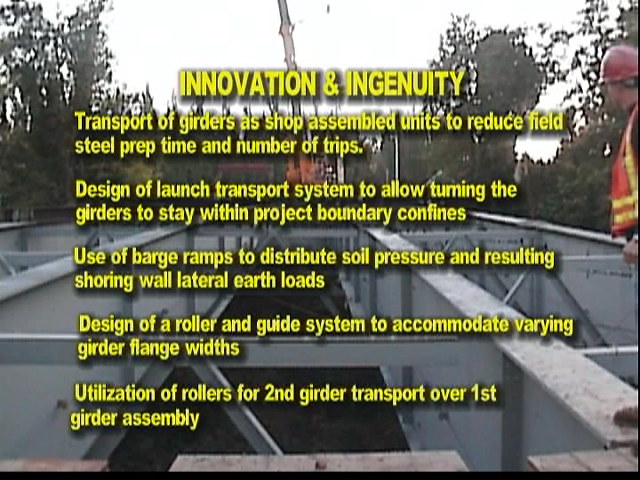 INNOVATION & INGENUITY
Transport of girders as shop assembled units to reduce field
steel prep time and number of trips.
Design of launch transport system to allow turning the
girders to stay within project boundary confines
Use of barge ramps to distribute soil pressure and resulting
shoring wall lateral earth loads
Design of a roller and guide system to accommodate varying
girder flange widths
Utilization of rollers for 2nd girder transport over 1st
girder assembly